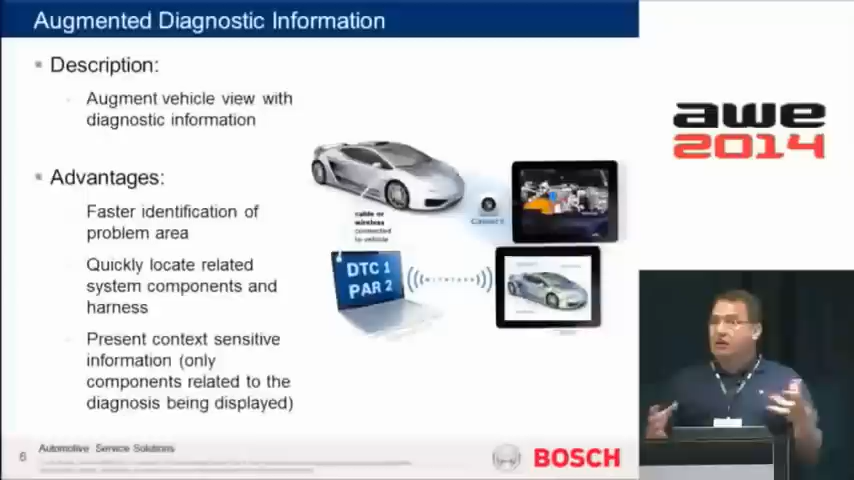 Augmented Diagnostic Information
Description:
Augment vehicle view with
diagnostic information
Advantages:
Faster identification of
problem area
Quickly locate related
system components and
harness
Present context sensitive
information (only
components related to the
diagnosis being displayed)
cable or
wireless
connected
to vehicle
Camera
DTC 1
PAR 2
wireless
6
Automotive Service Solutions
BOSCH
awe
2014